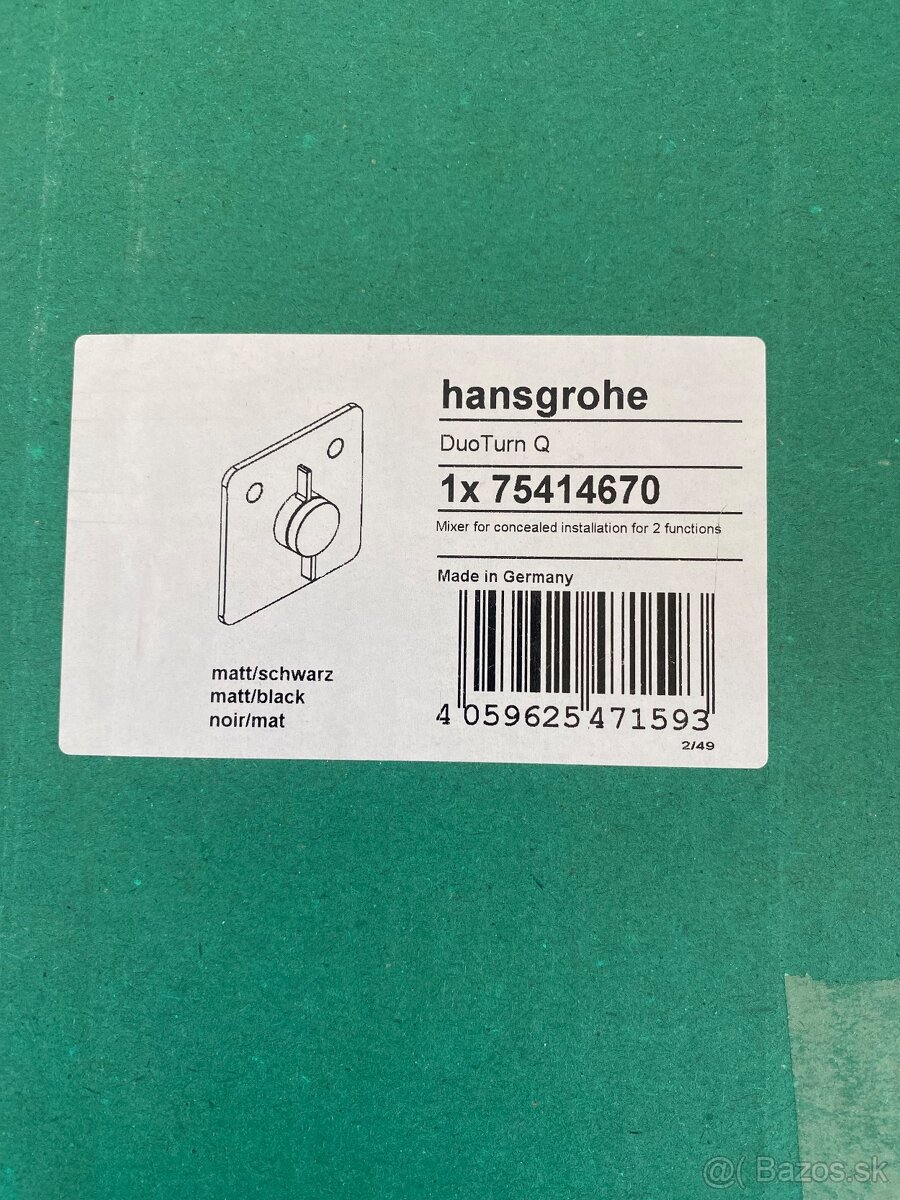 hansgrohe
DuoTurn Q
1x 75414670
Mixer for concealed installation for 2 functions
Made in Germany
matt/schwarz
matt/black
noir/mat
4 059625 471593
2/49
@( Bazos.sk